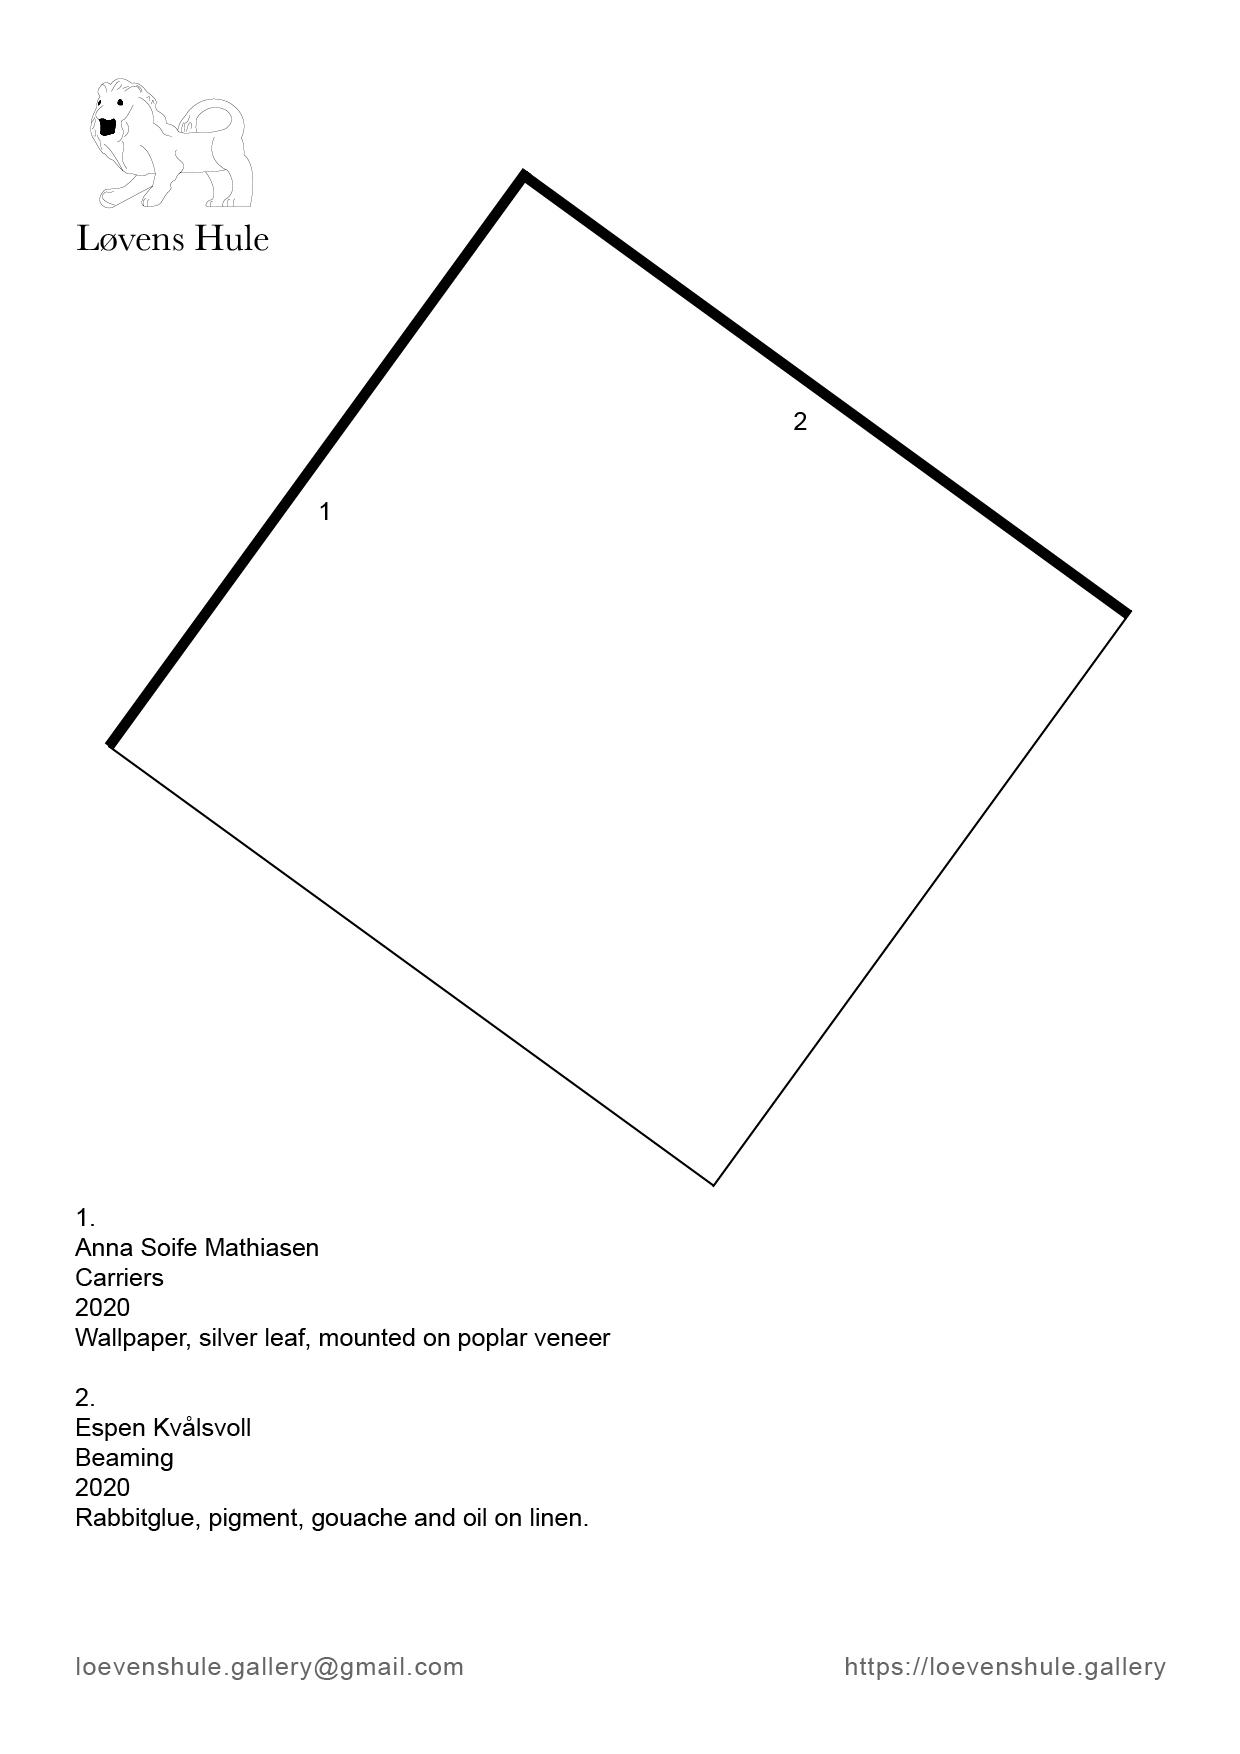 Løvens Hule
2
1
1.
Anna Soife Mathiasen
Carriers
2020
Wallpaper, silver leaf, mounted on poplar veneer
2.
Espen Kvålsvoll
Beaming
2020
Rabbitglue, pigment, gouache and oil on linen.
loevenshule.gallery@gmail.com
https://loevenshule.gallery